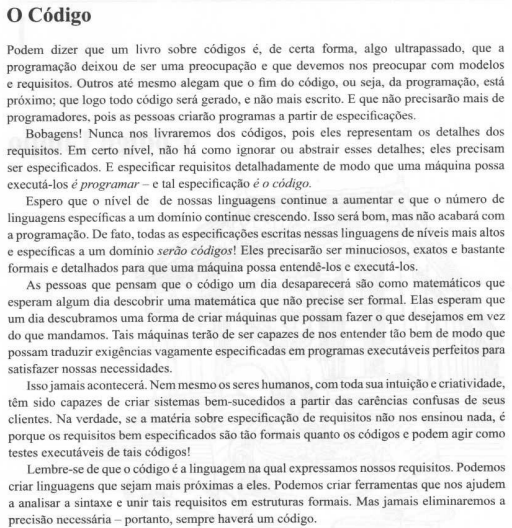 O Código
Podem dizer que um livro sobre códigos é, de certa forma, algo ultrapassado, que a
programação deixou de ser uma preocupação e que devemos nos preocupar com modelos
e requisitos. Outros até mesmo alegam que o fim do código, ou seja, da programação, está
próximo; que logo todo código será gerado, e não mais escrito. E que não precisarão mais de
programadores, pois as pessoas criarão programas a partir de especificações.
Bobagens! Nunca nos livraremos dos códigos, pois eles representam os detalhes dos
requisitos. Em certo nível, não há como ignorar ou abstrair esses detalhes; eles precisam
ser especificados. E especificar requisitos detalhadamente de modo que uma máquina possa
executá-los é programar – e tal especificação é o código.
Espero que o nível de de nossas linguagens continue a aumentar e que o número de
linguagens específicas a um domínio continue crescendo. Isso será bom, mas não acabará com
a programação. De fato, todas as especificações escritas nessas linguagens de níveis mais altos
e específicas a um domínio serão códigos! Eles precisarão ser minuciosos, exatos e bastante
formais e detalhados para que uma máquina possa entendê-los e executá-los.
As pessoas que pensam que o código um dia desaparecerá são como matemáticos que
esperam algum dia descobrir uma matemática que não precise ser formal. Elas esperam que
um dia descubramos uma forma de criar máquinas que possam fazer o que desejamos em vez
do que mandamos. Tais máquinas terão de ser capazes de nos entender tão bem de modo que
possam traduzir exigências vagamente especificadas em programas executáveis perfeitos para
satisfazer nossas necessidades.
Isso jamais acontecerá. Nem mesmo os seres humanos, com toda sua intuição e criatividade,
têm sido capazes de criar sistemas bem-sucedidos a partir das carências confusas de seus
clientes. Na verdade, se a matéria sobre especificação de requisitos não nos ensinou nada, é
porque os requisitos bem especificados são tão formais quanto os códigos e podem agir como
testes executáveis de tais códigos!
Lembre-se de que o código é a linguagem na qual expressamos nossos requisitos. Podemos
criar linguagens que sejam mais próximas a eles. Podemos criar ferramentas que nos ajudem
a analisar a sintaxe e unir tais requisitos em estruturas formais. Mas jamais eliminaremos a
precisão necessária – portanto, sempre haverá um código.